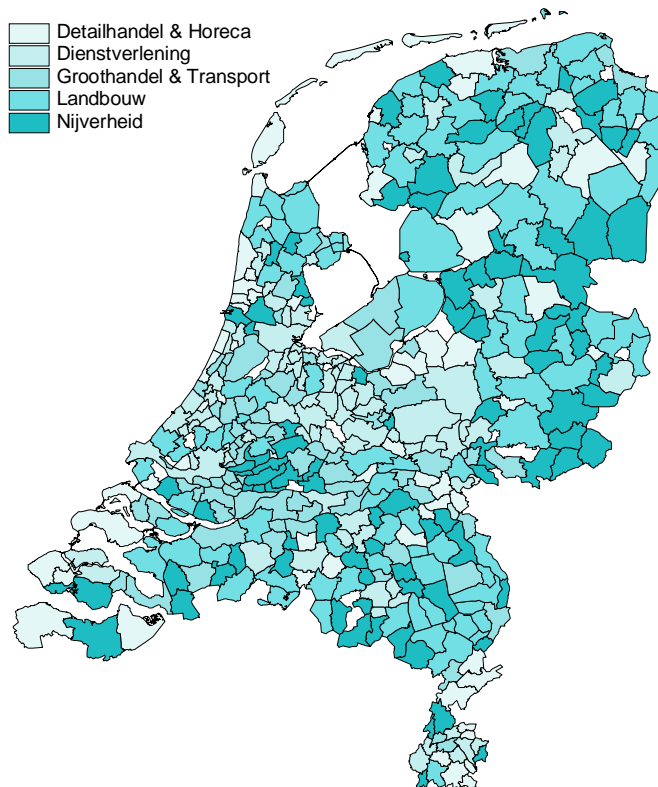 Detailhandel & Horeca
Dienstverlening
Groothandel & Transport
Landbouw
Nijverheid